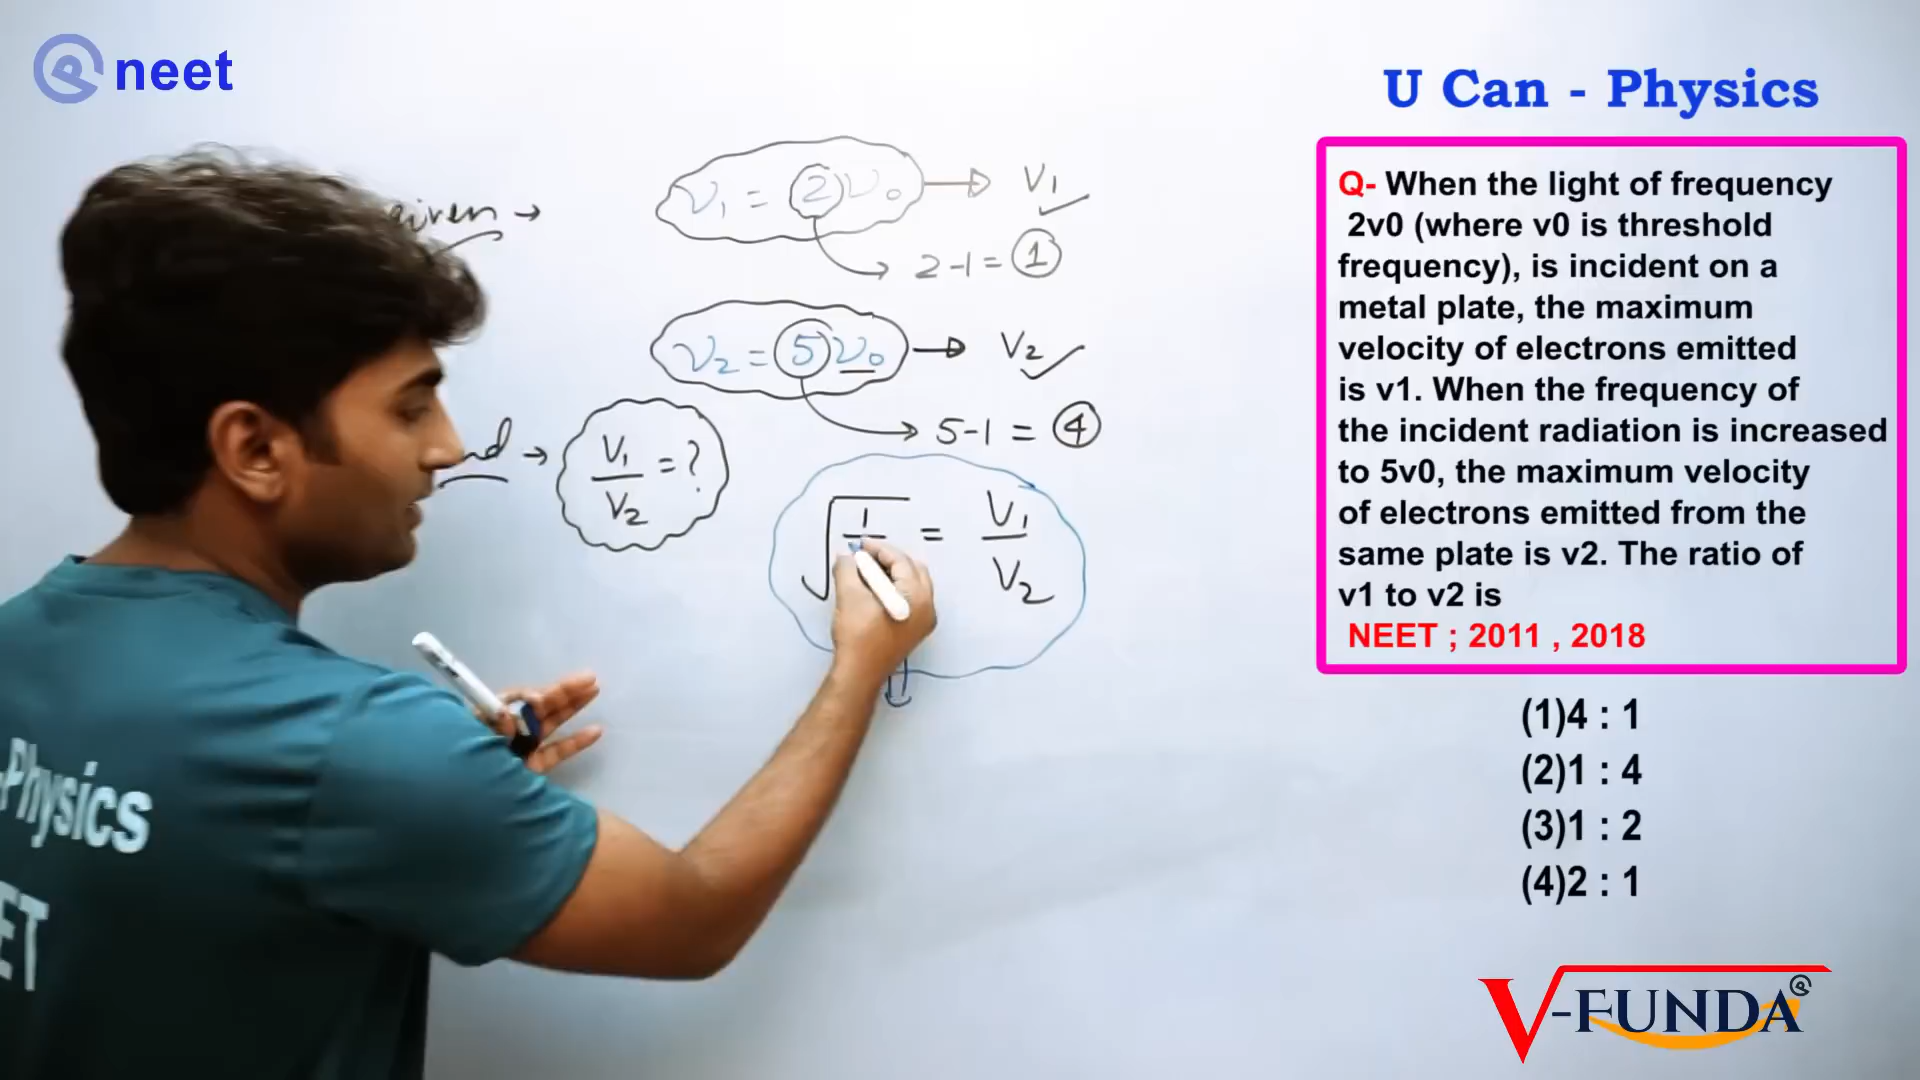 neet
U Can - Physics
given →
ν₁ = 2ν₀ → V₁
2-1 = 1
ν₂ = 5ν₀ → V₂
5-1 = 4
→ V₁/V₂ = ?
√1 = V₁/V₂
Q- When the light of frequency
2v0 (where v0 is threshold
frequency), is incident on a
metal plate, the maximum
velocity of electrons emitted
is v1. When the frequency of
the incident radiation is increased
to 5v0, the maximum velocity
of electrons emitted from the
same plate is v2. The ratio of
v1 to v2 is
NEET ; 2011 , 2018
(1)4 : 1
(2)1 : 4
(3)1 : 2
(4)2 : 1
Physics
V-FUNDA